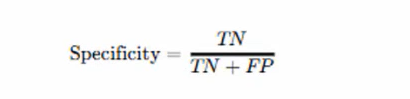 Specificity = TN / TN + FP